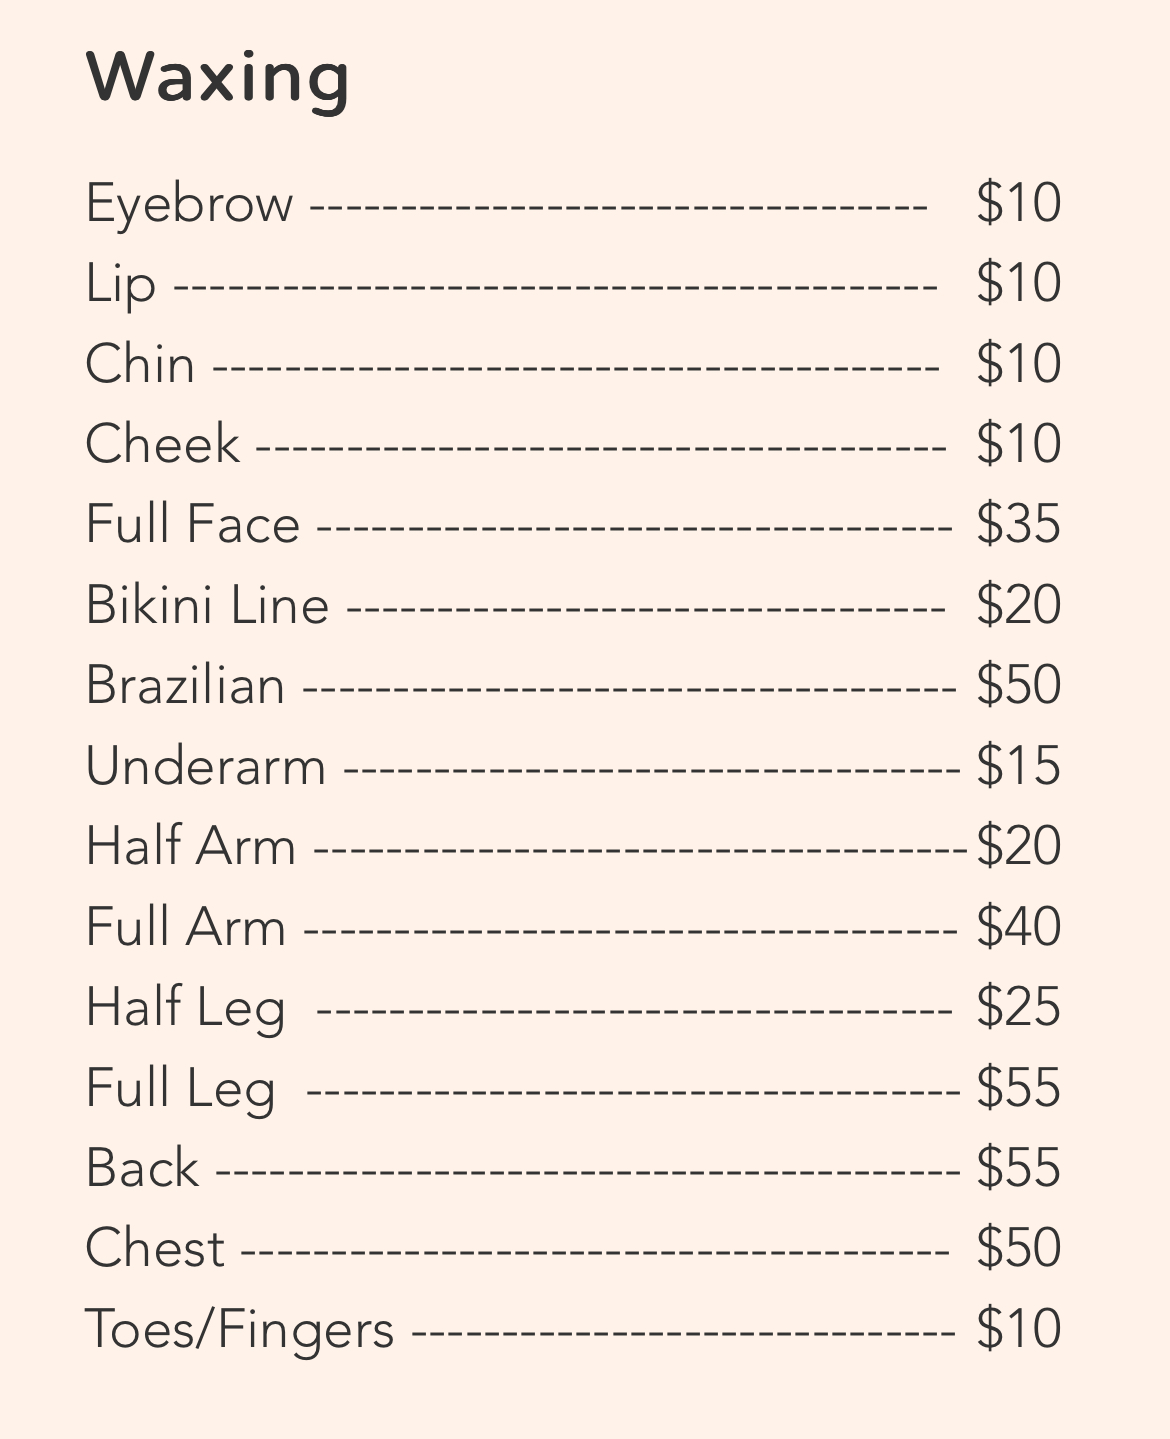 Waxing
Eyebrow ---------------------------------- $10
Lip ------------------------------------------ $10
Chin ---------------------------------------- $10
Cheek -------------------------------------- $10
Full Face ----------------------------------- $35
Bikini Line --------------------------------- $20
Brazilian ------------------------------------ $50
Underarm ---------------------------------- $15
Half Arm ------------------------------------ $20
Full Arm ------------------------------------ $40
Half Leg ----------------------------------- $25
Full Leg ------------------------------------ $55
Back ----------------------------------------- $55
Chest --------------------------------------- $50
Toes/Fingers ------------------------------ $10